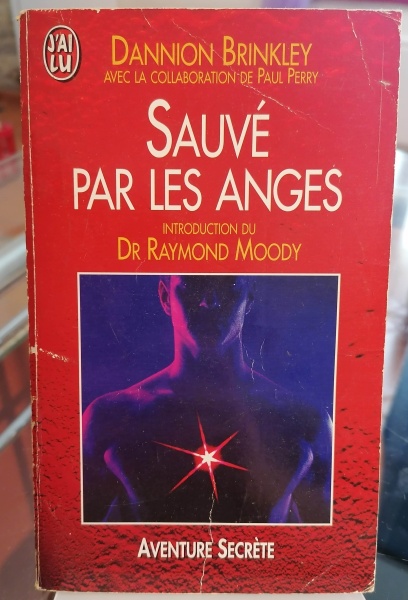 J'AI
LU
DANNION BRINKLEY
AVEC LA COLLABORATION DE PAUL PERRY
SAUVÉ
PAR LES ANGES
INTRODUCTION DU
DR RAYMOND MOODY
AVENTURE SECRÈTE